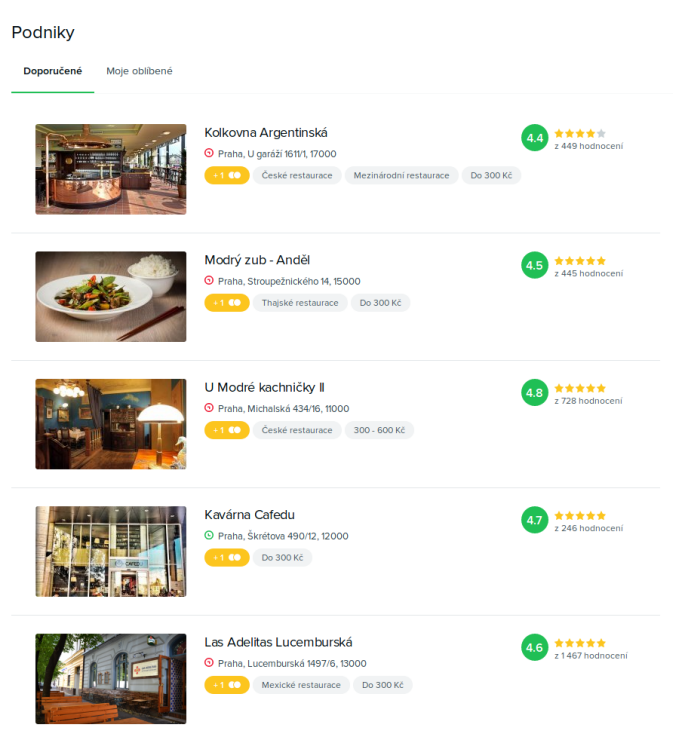 Podniky
Doporučené
Moje oblíbené
Kolkovna Argentinská
Praha, U garáží 1611/1, 17000
+ 1
České restaurace
Mezinárodní restaurace
Do 300 Kč
4.4
z 449 hodnocení
Modrý zub - Anděl
Praha, Stroupežnického 14, 15000
+ 1
Thajské restaurace
Do 300 Kč
4.5
z 445 hodnocení
U Modré kachničky II
Praha, Michalská 434/16, 11000
+ 1
České restaurace
300 - 600 Kč
4.8
z 728 hodnocení
Kavárna Cafedu
Praha, Škrétova 490/12, 12000
+ 1
Do 300 Kč
4.7
z 246 hodnocení
Las Adelitas Lucemburská
Praha, Lucemburská 1497/6, 13000
+ 1
Mexické restaurace
Do 300 Kč
4.6
z 1 467 hodnocení